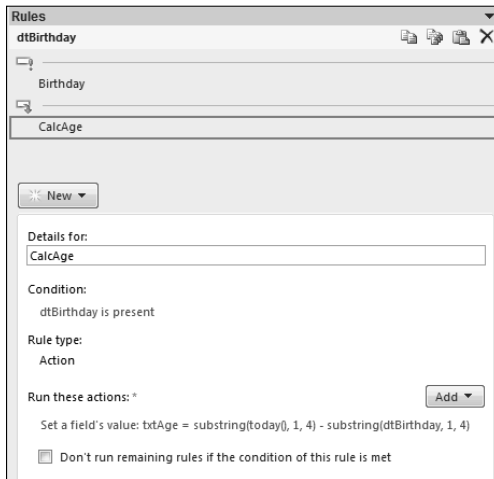 Rules
dtBirthday
Birthday
CalcAge
New
Details for:
CalcAge
Condition:
dtBirthday is present
Rule type:
Action
Run these actions: *
Add
Set a field's value: txtAge = substring(today(), 1, 4) - substring(dtBirthday, 1, 4)
Don't run remaining rules if the condition of this rule is met